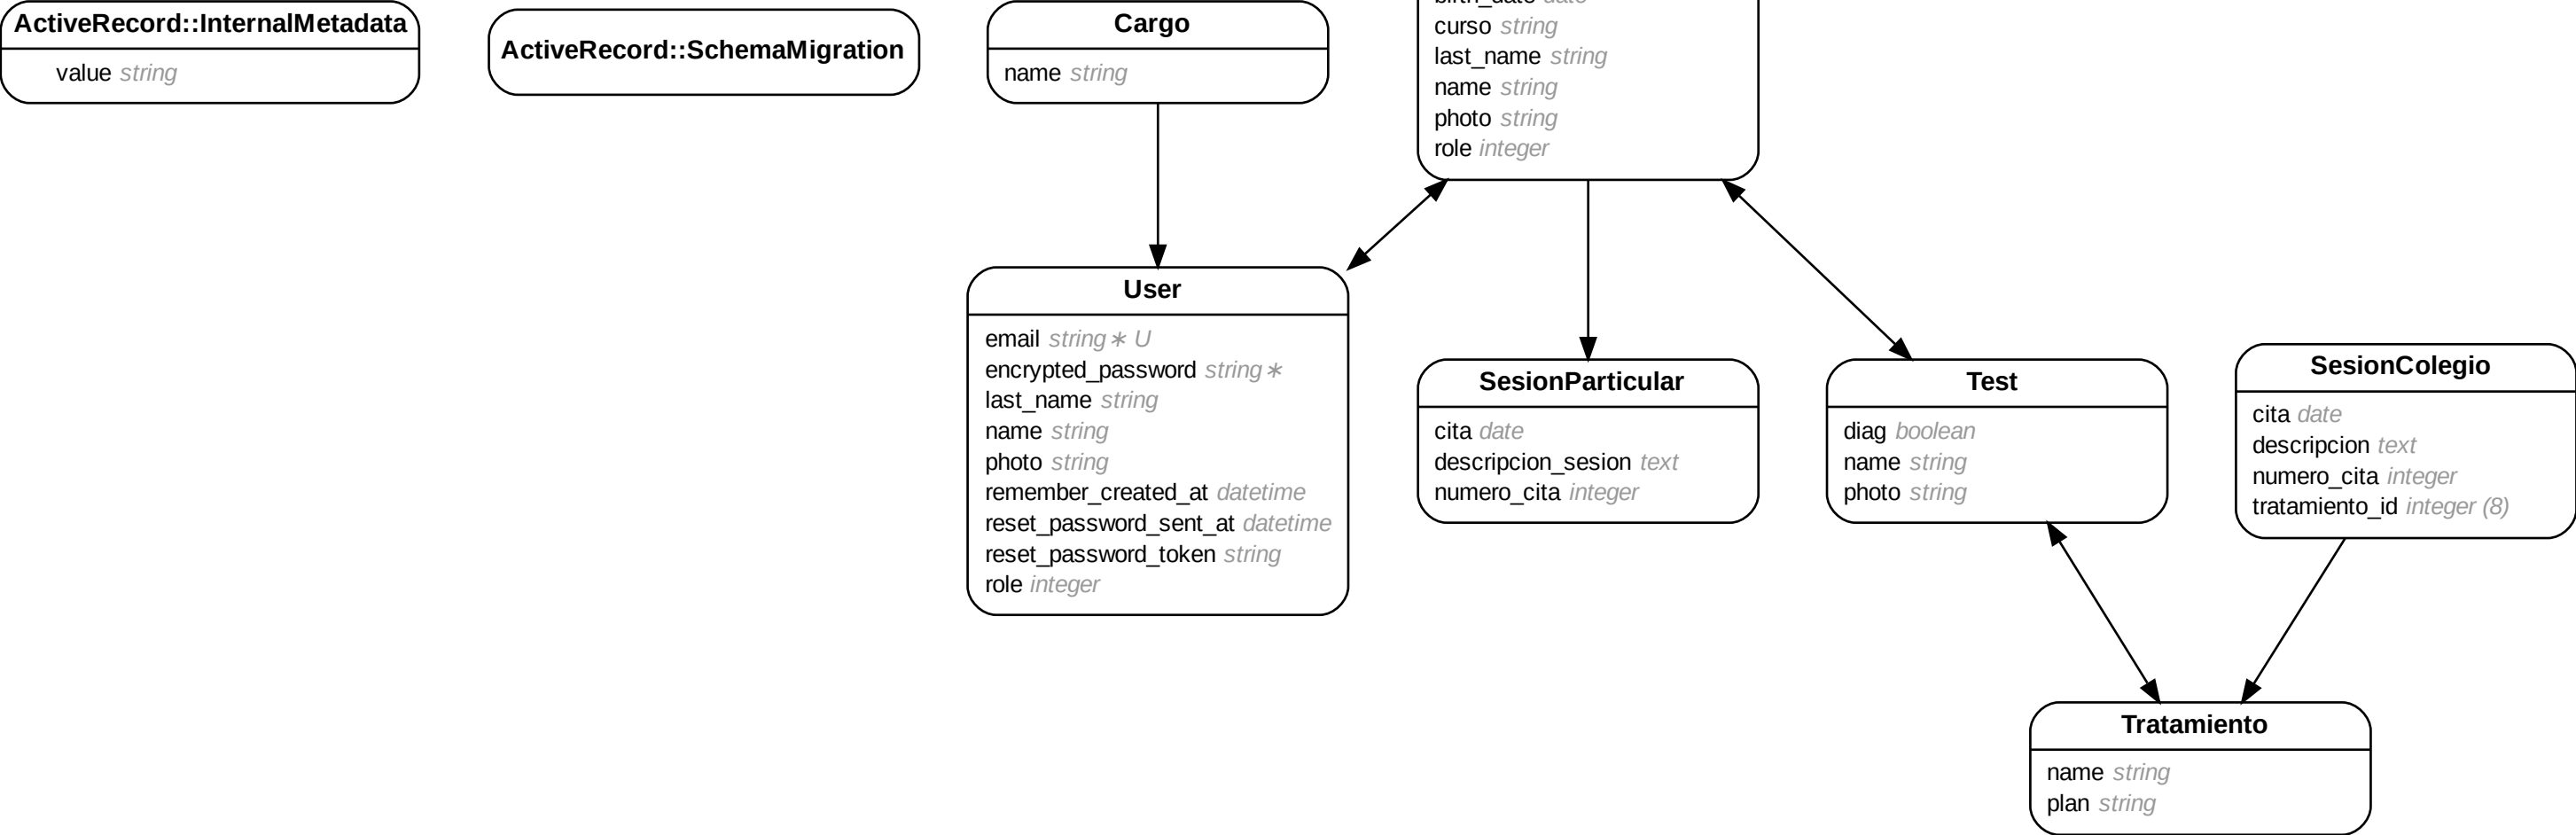 ActiveRecord::InternalMetadata
value string
ActiveRecord::SchemaMigration
Cargo
name string
birth_date date
curso string
last_name string
name string
photo string
role integer
User
email string∗ U
encrypted_password string∗
last_name string
name string
photo string
remember_created_at datetime
reset_password_sent_at datetime
reset_password_token string
role integer
SesionParticular
cita date
descripcion_sesion text
numero_cita integer
Test
diag boolean
name string
photo string
SesionColegio
cita date
descripcion text
numero_cita integer
tratamiento_id integer (8)
Tratamiento
name string
plan string